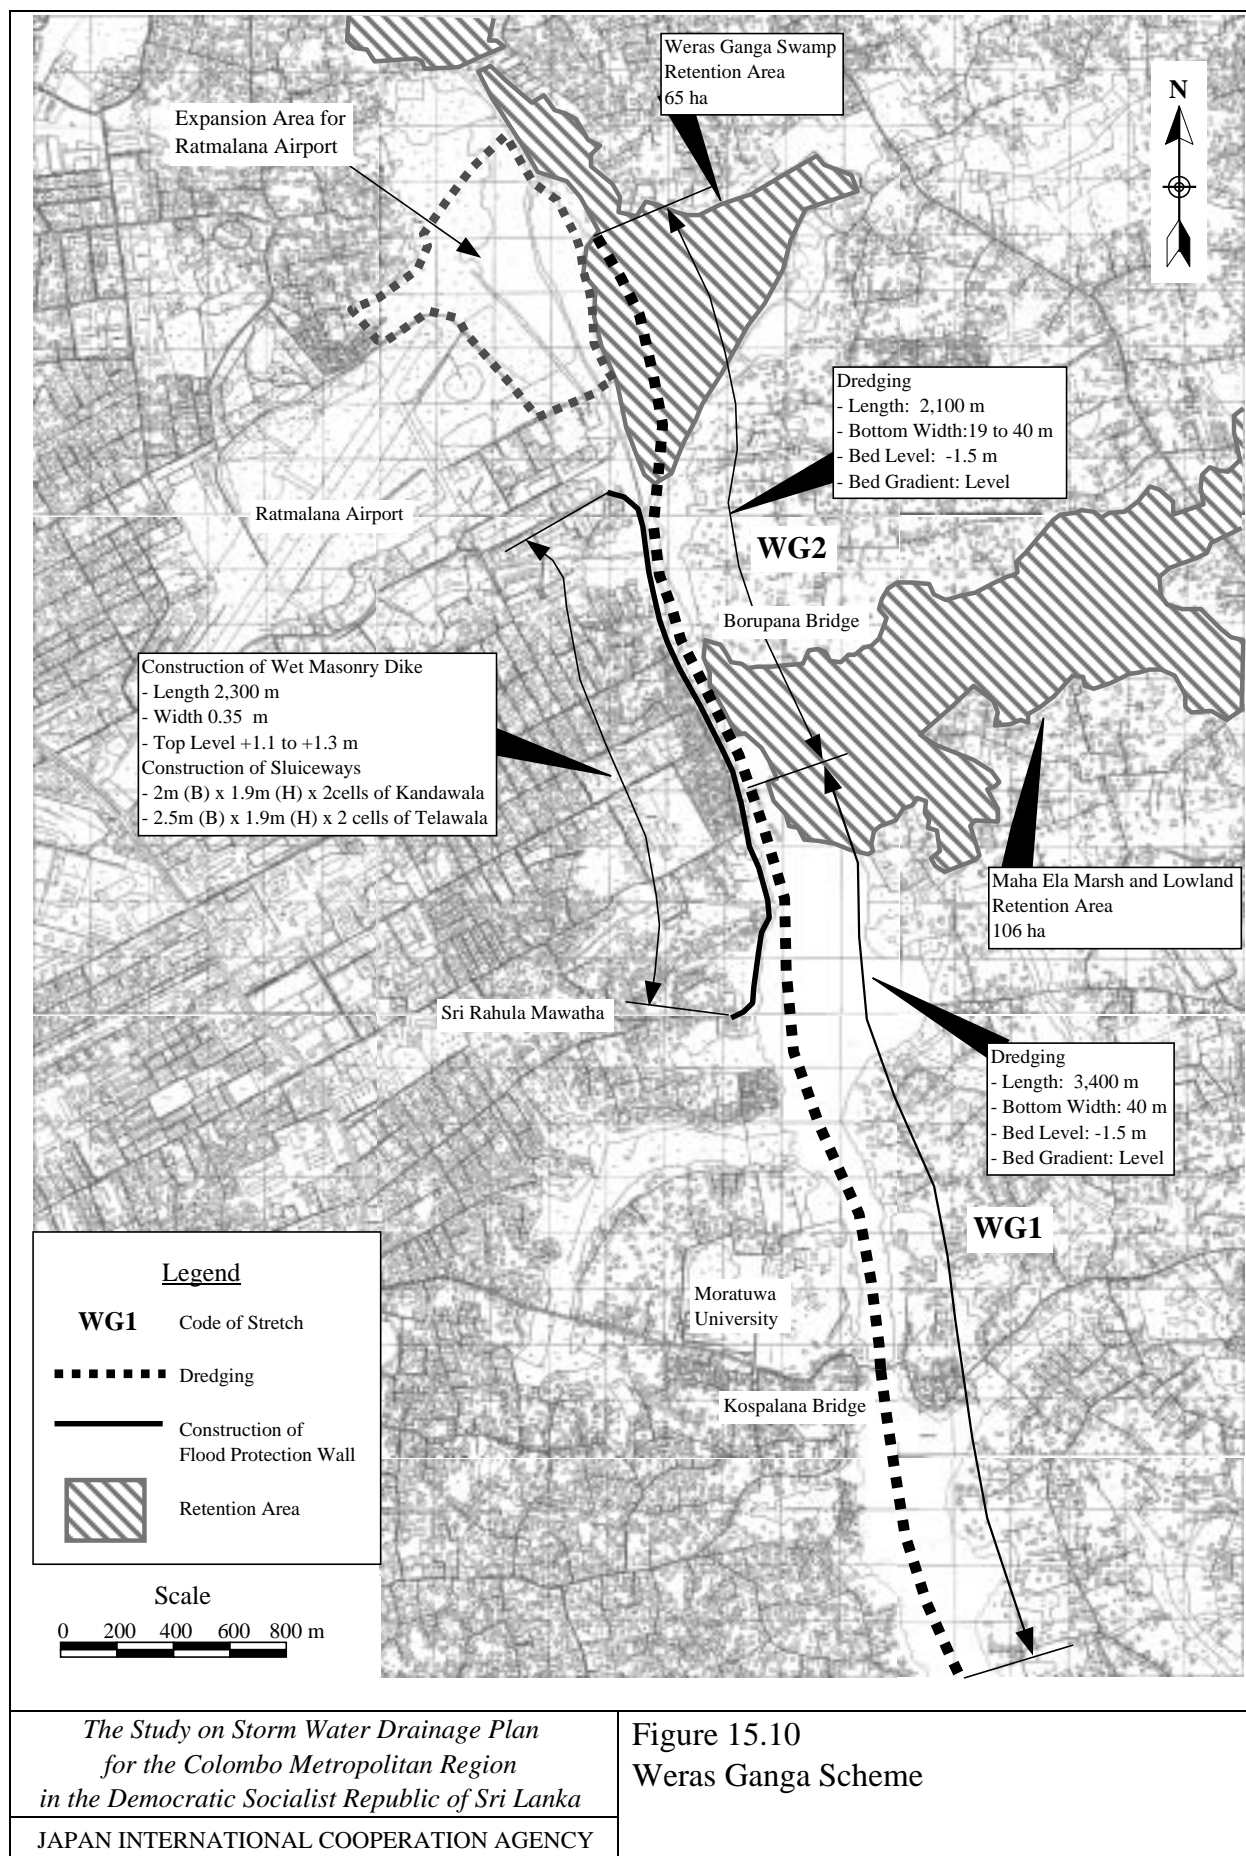 Weras Ganga Swamp
Retention Area
65 ha
N
Expansion Area for
Ratmalana Airport
Dredging
- Length:  2,100 m
- Bottom Width:19 to 40 m
- Bed Level:  -1.5 m
- Bed Gradient: Level
Ratmalana Airport
WG2
Borupana Bridge
Construction of Wet Masonry Dike
- Length 2,300 m
- Width 0.35  m
- Top Level +1.1 to +1.3 m
Construction of Sluiceways
- 2m (B) x 1.9m (H) x 2cells of Kandawala
- 2.5m (B) x 1.9m (H) x 2 cells of Telawala
Maha Ela Marsh and Lowland
Retention Area
106 ha
Sri Rahula Mawatha
Dredging
- Length:  3,400 m
- Bottom Width: 40 m
- Bed Level: -1.5 m
- Bed Gradient: Level
WG1
Moratuwa
University
Kospalana Bridge
Legend
WG1 Code of Stretch
Dredging
Construction of
Flood Protection Wall
Retention Area
Scale
0 200 400 600 800 m
The Study on Storm Water Drainage Plan
for the Colombo Metropolitan Region
in the Democratic Socialist Republic of Sri Lanka
JAPAN INTERNATIONAL COOPERATION AGENCY
Figure 15.10
Weras Ganga Scheme